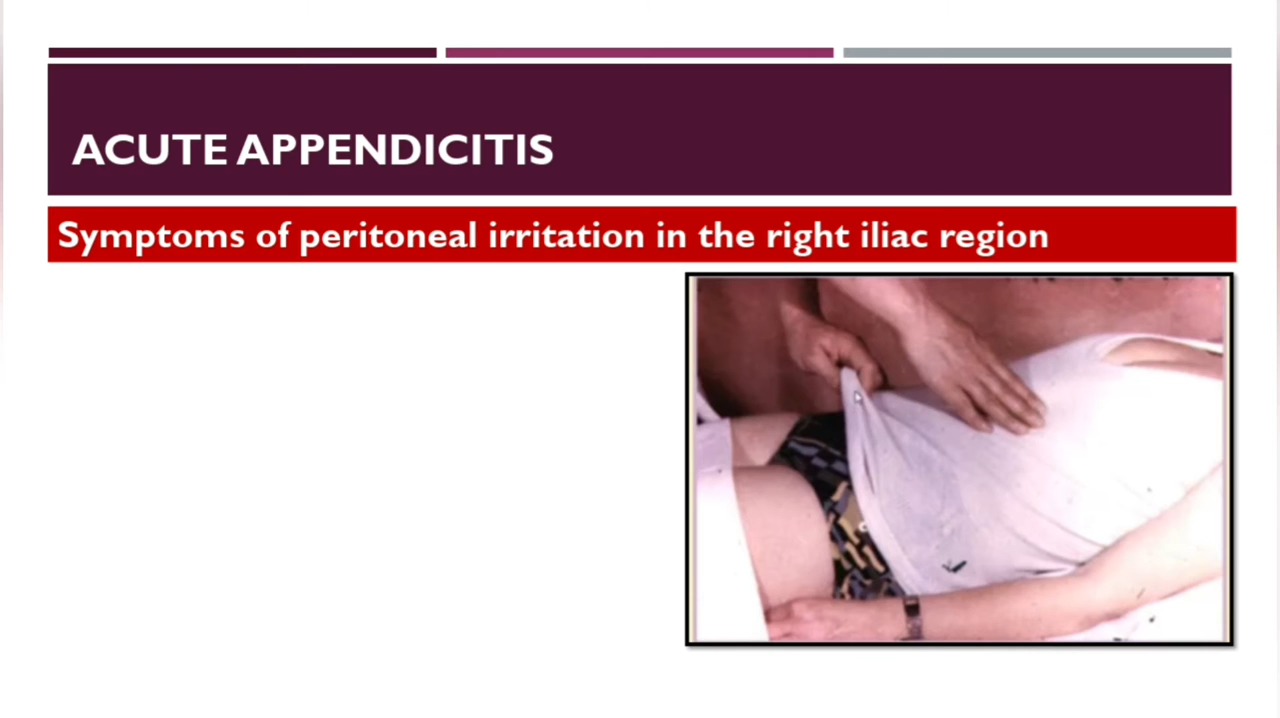 ACUTE APPENDICITIS
Symptoms of peritoneal irritation in the right iliac region